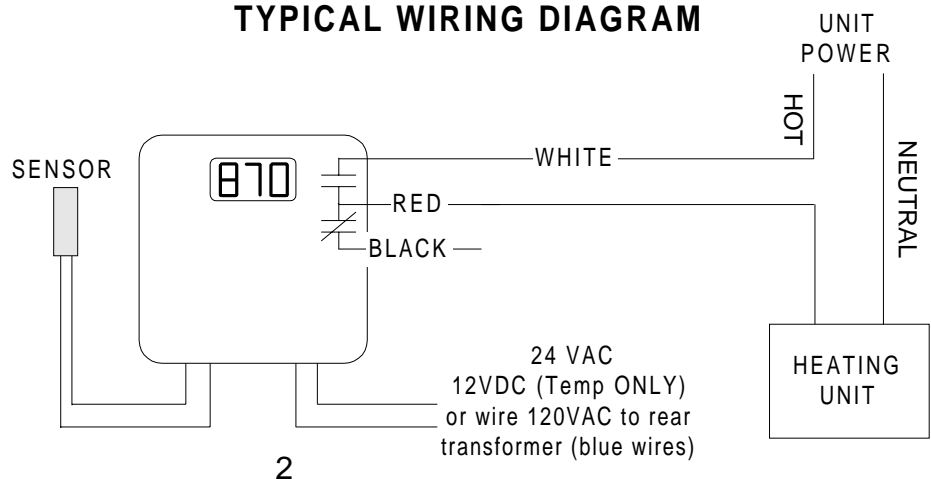 TYPICAL WIRING DIAGRAM
UNIT
POWER
HOT
NEUTRAL
SENSOR
870
WHITE
RED
BLACK
24 VAC
12VDC (Temp ONLY)
or wire 120VAC to rear
transformer (blue wires)
HEATING
UNIT
2